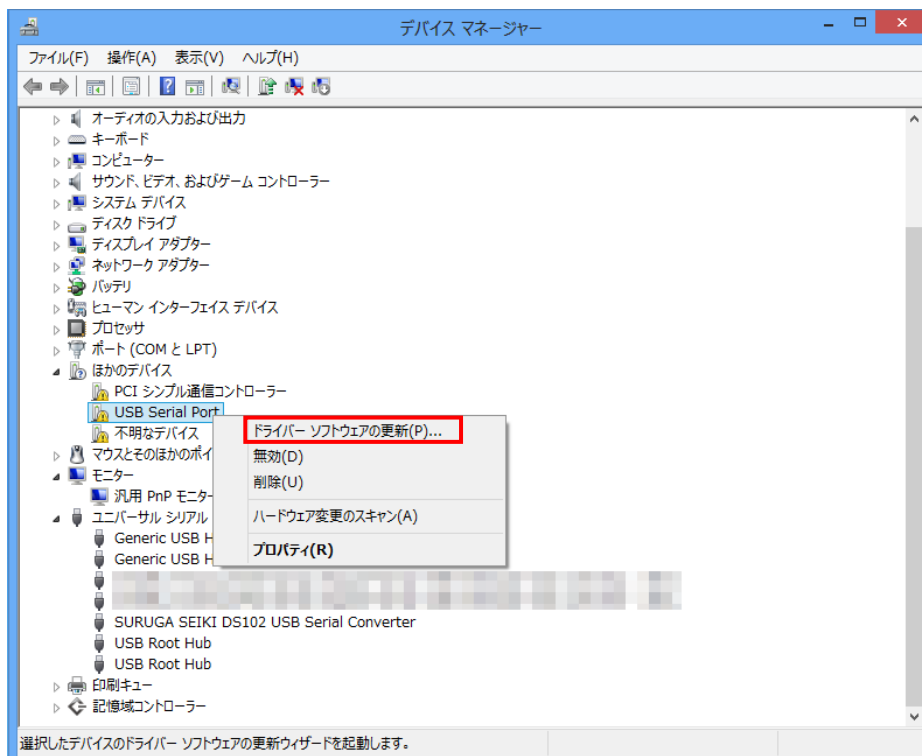 デバイス マネージャー
ファイル(F) 操作(A) 表示(V) ヘルプ(H)
オーディオの入力および出力
キーボード
コンピューター
サウンド、ビデオ、およびゲーム コントローラー
システム デバイス
ディスク ドライブ
ディスプレイ アダプター
ネットワーク アダプター
バッテリ
ヒューマン インターフェイス デバイス
プロセッサ
ポート (COM と LPT)
ほかのデバイス
PCI シンプル通信コントローラー
USB Serial Port
ドライバー ソフトウェアの更新(P)...
不明なデバイス
マウスとそのほかのポイ
無効(D)
モニター
削除(U)
汎用 PnP モニター
ユニバーサル シリアル
ハードウェア変更のスキャン(A)
Generic USB H
プロパティ(R)
Generic USB H
SURUGA SEIKI DS102 USB Serial Converter
USB Root Hub
USB Root Hub
印刷キュー
記憶域コントローラー
選択したデバイスのドライバー ソフトウェアの更新ウィザードを起動します。